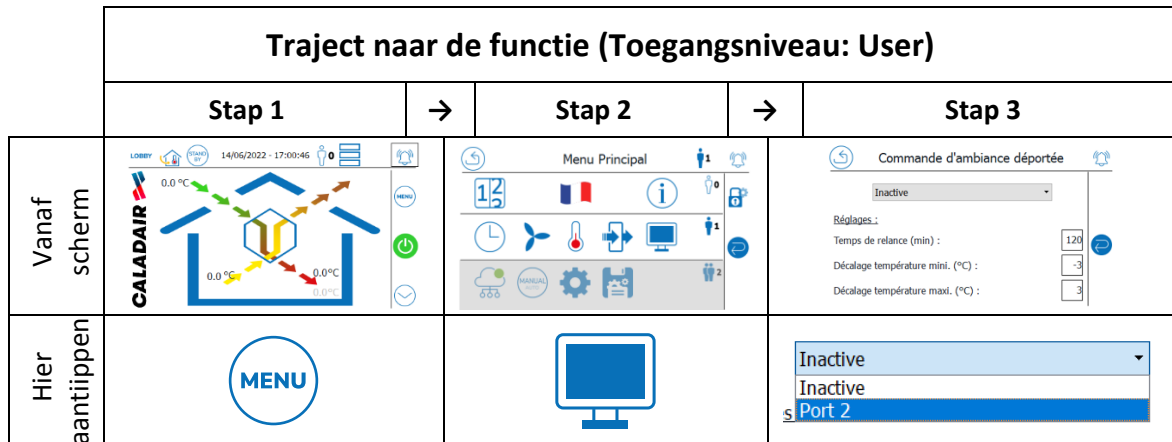 Traject naar de functie (Toegangsniveau: User)
Stap 1 → Stap 2 → Stap 3
Vanaf
scherm
LOBBY STAND BY 14/06/2022 - 17:00:46 0
0.0 °C
MENU
CALADAIR
0.0 °C
0.0°C
0.0°C
Menu Principal 1
12
3
i
0
1
MANUAL
AUTO
2
Commande d'ambiance déportée
Inactive
Réglages :
Temps de relance (min) : 120
Décalage température mini. (°C) : -3
Décalage température maxi. (°C) : 3
Hier
aantippen
MENU
Inactive
Inactive
s Port 2